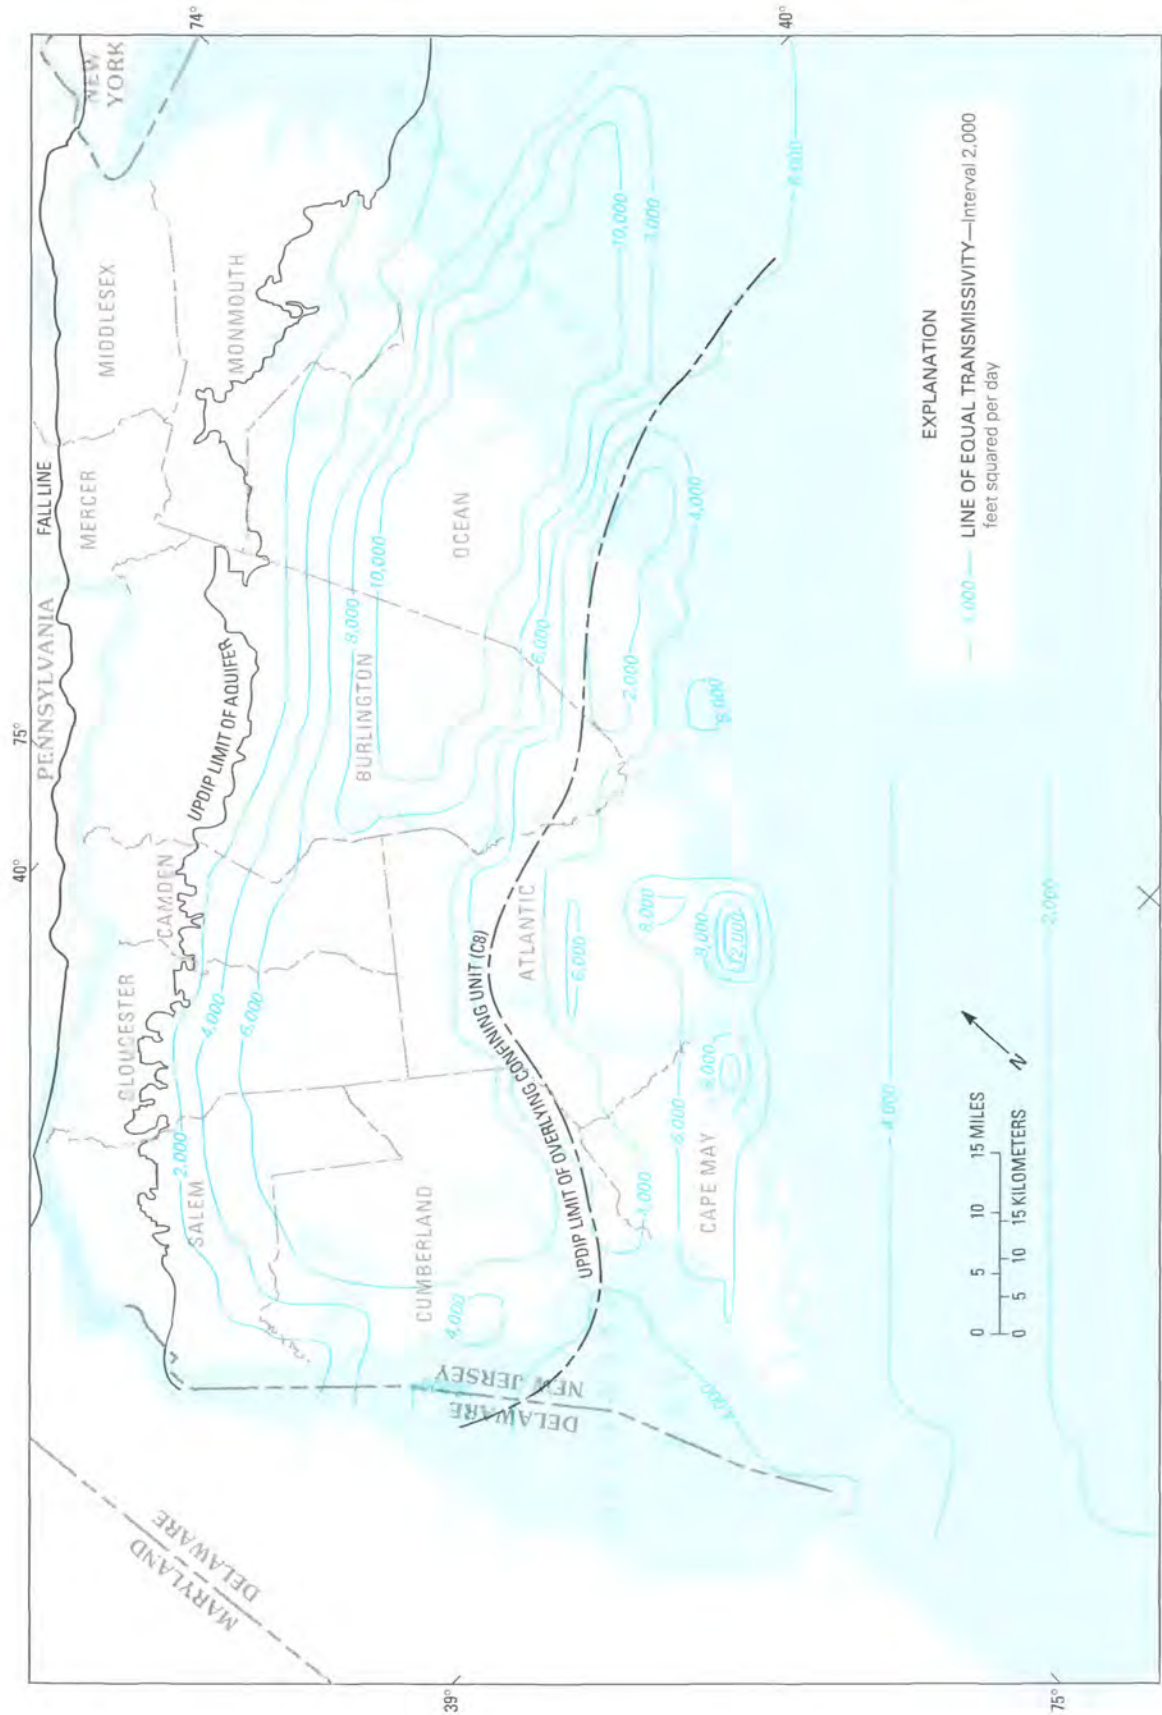 40°
75°
74°
PENNSYLVANIA
FALL LINE
NEW
YORK
GLOUCESTER
CAMDEN
MERCER
MIDDLESEX
UPDIP LIMIT OF AQUIFER
MONMOUTH
SALEM
2,000
4,000
6,000
BURLINGTON
8,000
10,000
OCEAN
6,000
10,000
CUMBERLAND
4,000
UPDIP LIMIT OF OVERLYING CONFINING UNIT (C8)
ATLANTIC
6,000
2,000
4,000
8,000
8,000
12,000
4,000
CAPE MAY
6,000
MARYLAND
DELAWARE
NEW JERSEY
DELAWARE
4,000
4,000
2,000
39°
75°
40°
0 5 10 15 MILES
0 5 10 15 KILOMETERS
N
EXPLANATION
LINE OF EQUAL TRANSMISSIVITY—Interval 2,000
feet squared per day